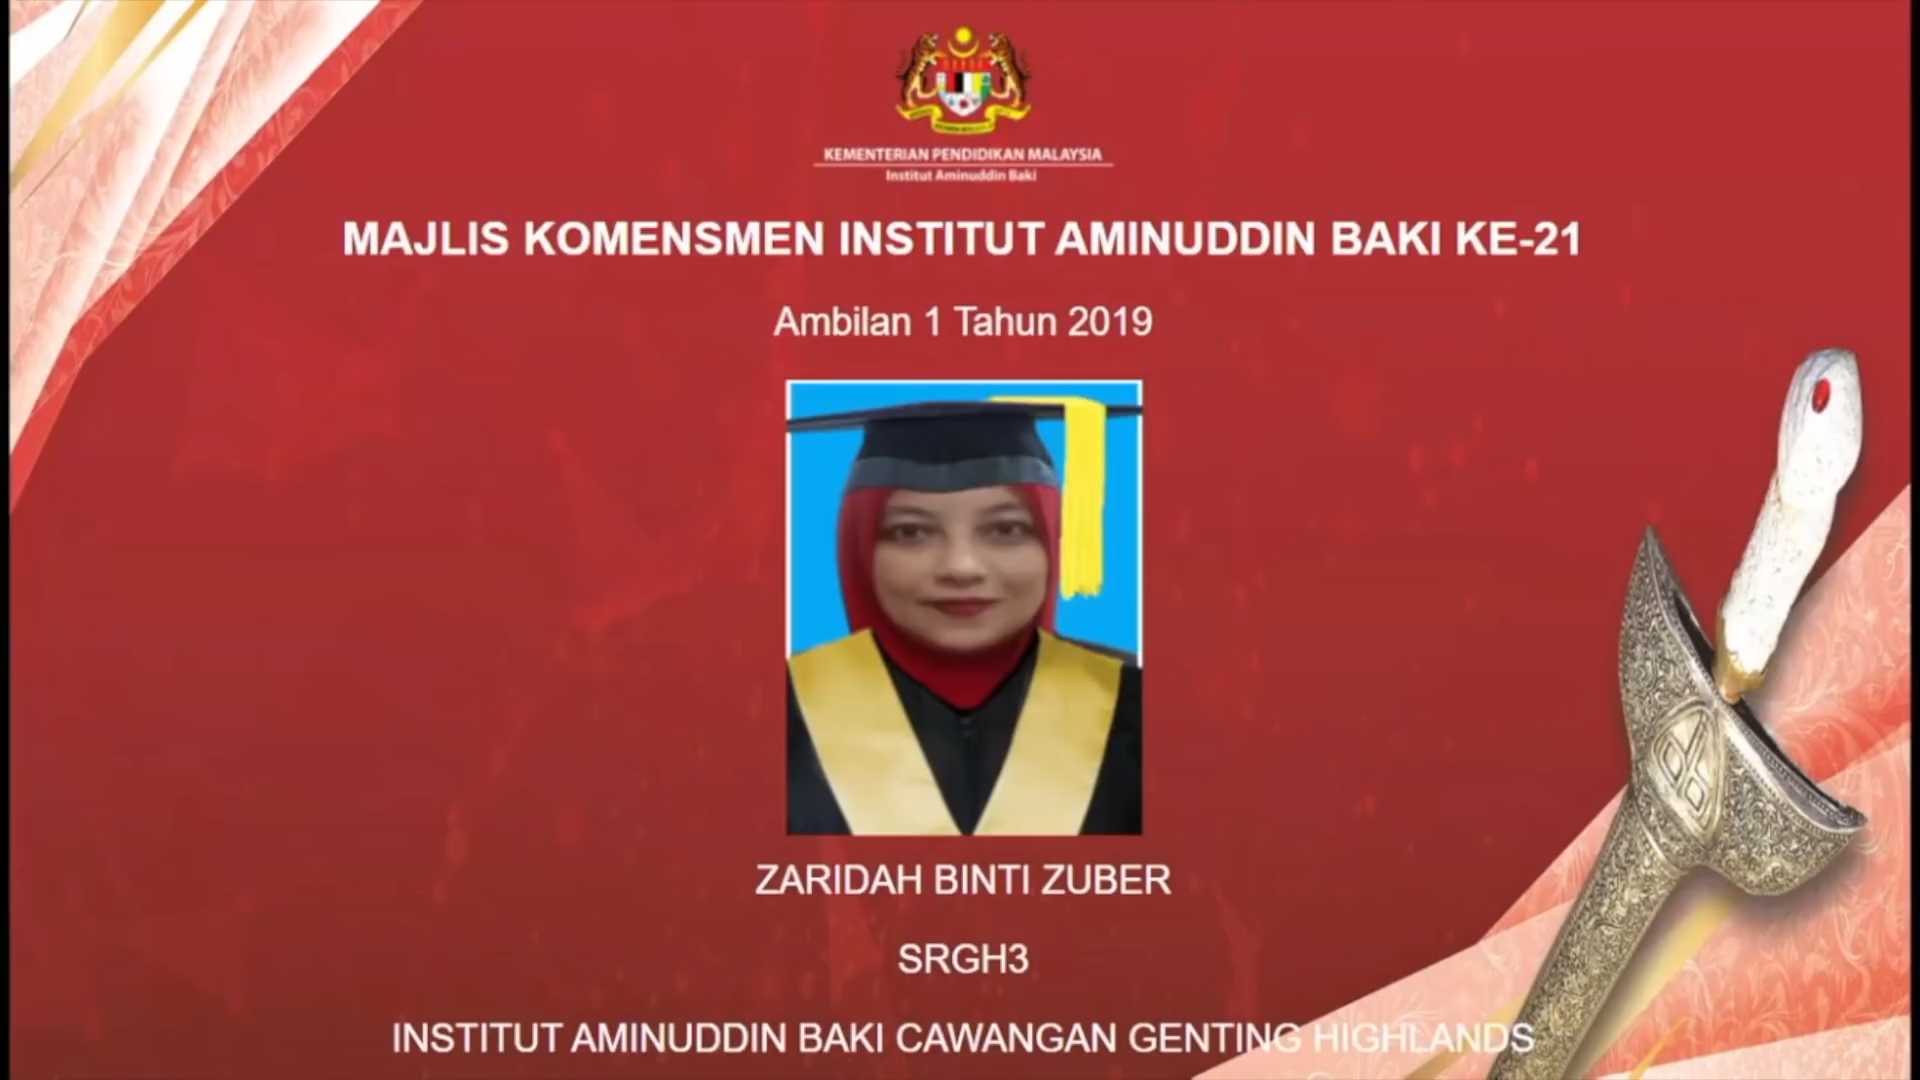 KEMENTERIAN PENDIDIKAN MALAYSIA
Institut Aminuddin Baki
MAJLIS KOMENSMEN INSTITUT AMINUDDIN BAKI KE-21
Ambilan 1 Tahun 2019
ZARIDAH BINTI ZUBER
SRGH3
INSTITUT AMINUDDIN BAKI CAWANGAN GENTING HIGHLANDS